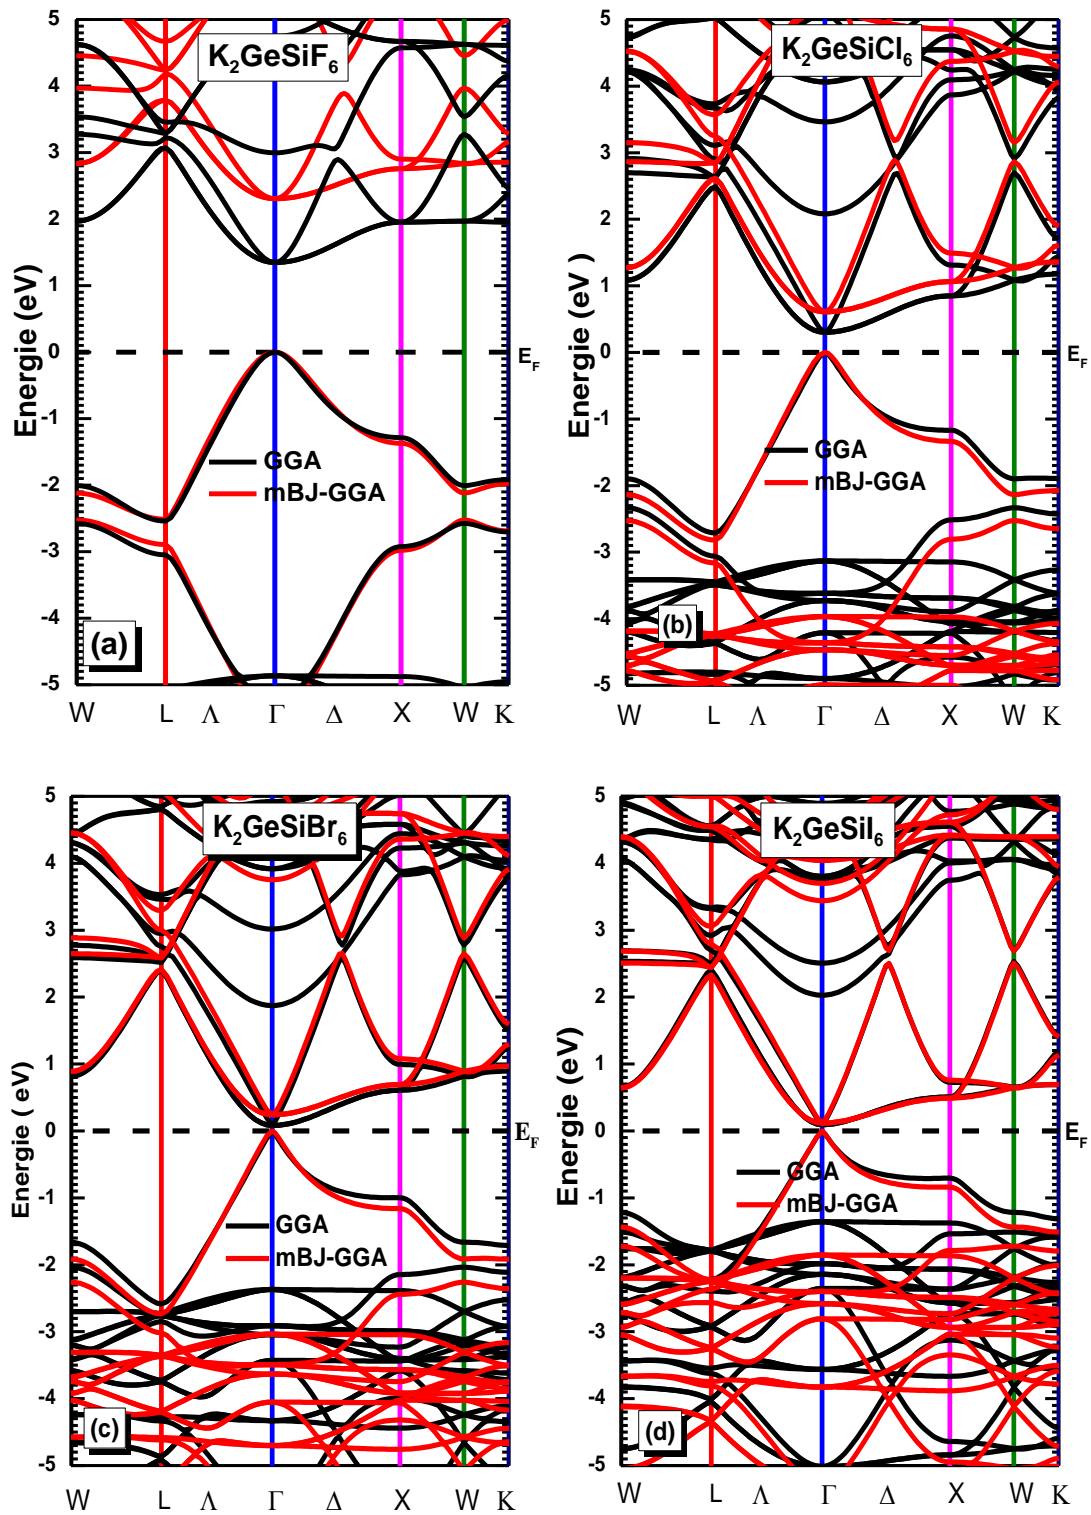 K2GeSiF6
Energie (eV)
5
4
3
2
1
0
-1
-2
-3
-4
-5
EF
GGA
mBJ-GGA
(a)
W L Λ Γ Δ X W K
K2GeSiCl6
Energie (eV )
5
4
3
2
1
0
-1
-2
-3
-4
-5
EF
GGA
mBJ-GGA
(b)
W L Λ Γ Δ X W K
K2GeSiBr6
Energie ( eV)
5
4
3
2
1
0
-1
-2
-3
-4
-5
EF
GGA
mBJ-GGA
(c)
W L Λ Γ Δ X W K
K2GeSiI6
Energie (eV)
5
4
3
2
1
0
-1
-2
-3
-4
-5
EF
GGA
mBJ-GGA
(d)
W L Λ Γ Δ X W K